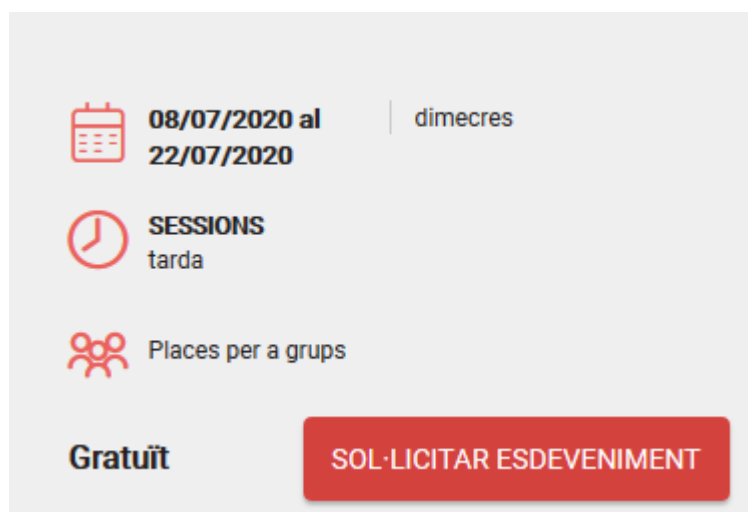 08/07/2020 al
22/07/2020
dimecres
SESSIONS
tarda
Places per a grups
Gratuït
SOL·LICITAR ESDEVENIMENT